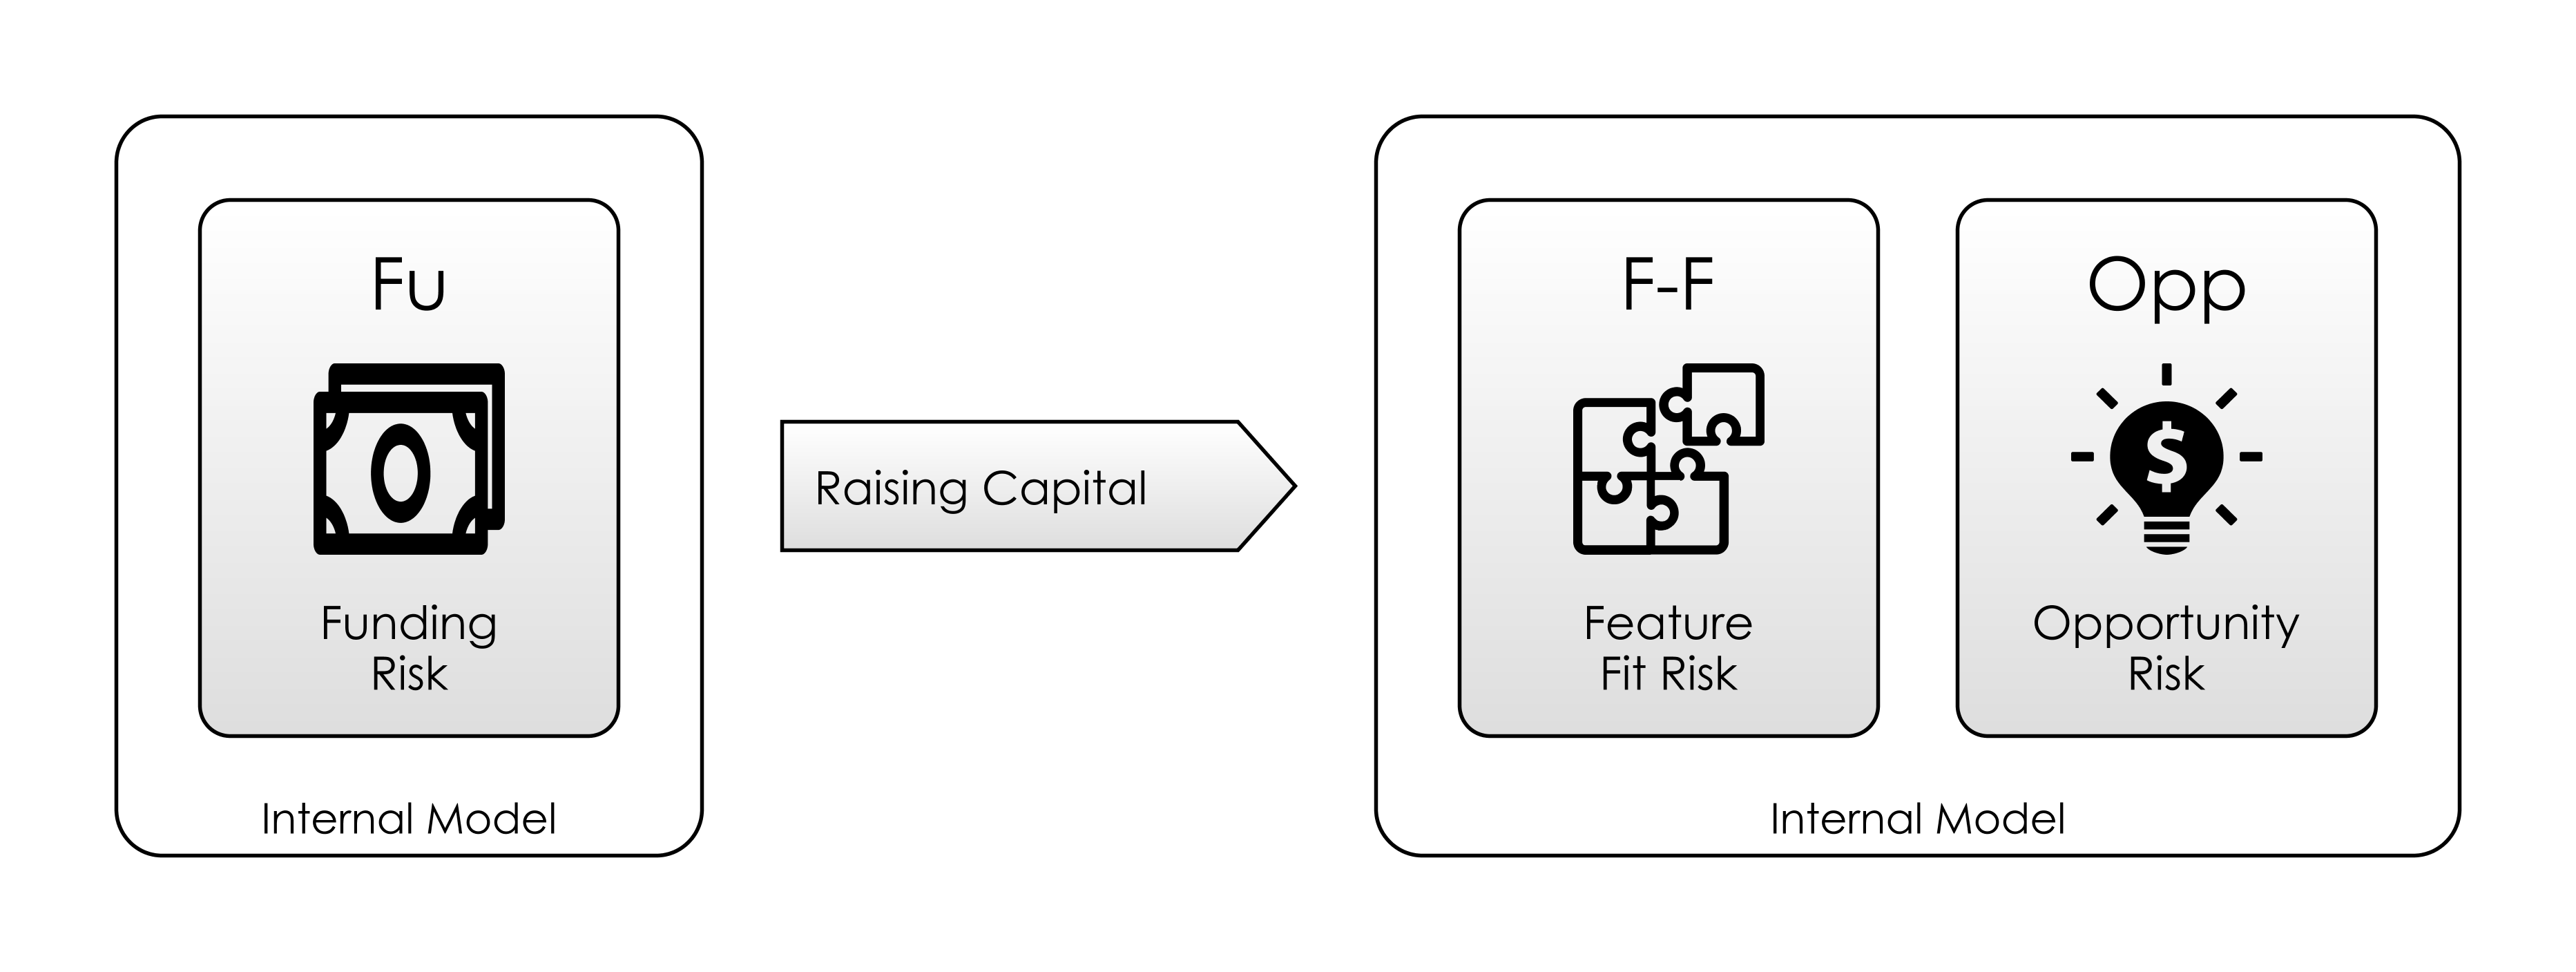 Fu
Funding
Risk
Internal Model
Raising Capital
F-F
Feature
Fit Risk
Opp
$
Opportunity
Risk
Internal Model